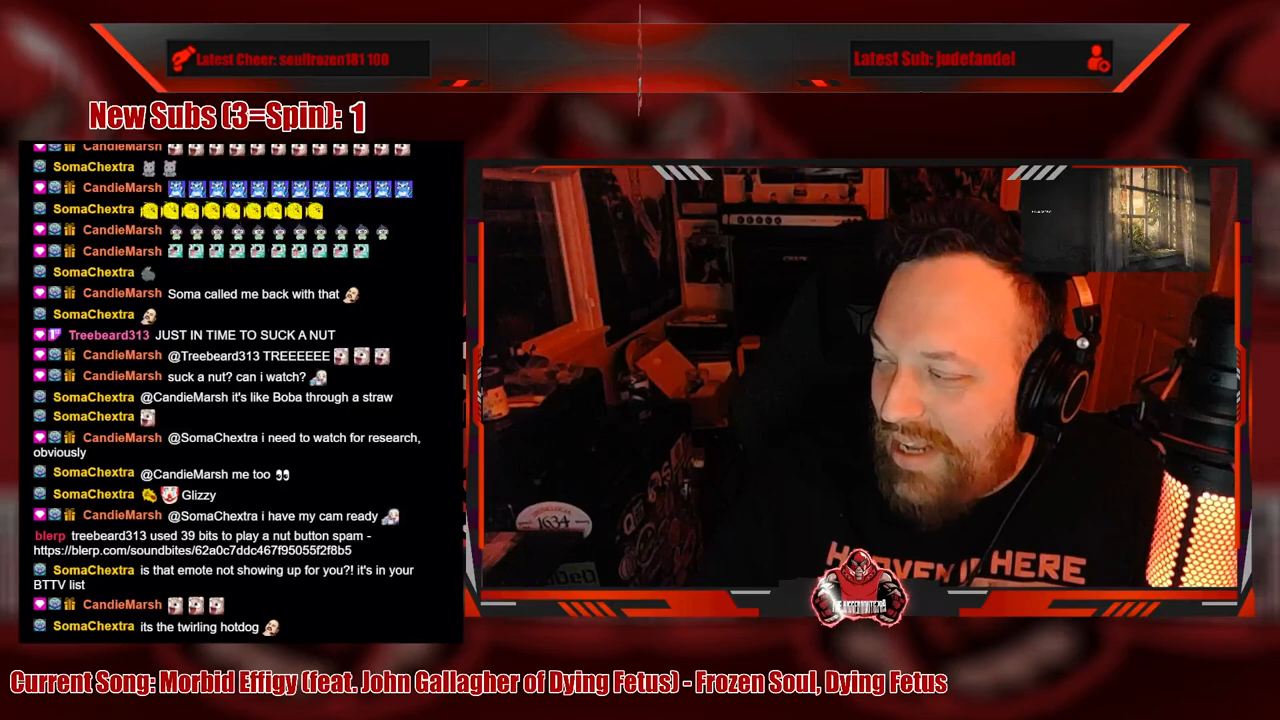 Latest Cheer: soulfrozen181 100
Latest Sub: judefandel
New Subs (3=Spin): 1
CandieMarsh
SomaChextra
CandieMarsh
SomaChextra
CandieMarsh
CandieMarsh
SomaChextra
CandieMarsh Soma called me back with that
SomaChextra
Treebeard313 JUST IN TIME TO SUCK A NUT
CandieMarsh @Treebeard313 TREEEEEE
CandieMarsh suck a nut? can i watch?
SomaChextra @CandieMarsh it's like Boba through a straw
SomaChextra
CandieMarsh @SomaChextra i need to watch for research,
obviously
SomaChextra @CandieMarsh me too
SomaChextra Glizzy
CandieMarsh @SomaChextra i have my cam ready
blerp treebeard313 used 39 bits to play a nut button spam -
https://blerp.com/soundbites/62a0c7ddc467f95055f2f8b5
SomaChextra is that emote not showing up for you?! it's in your
BTTV list
CandieMarsh
SomaChextra its the twirling hotdog
1634
HERE
Current Song: Morbid Effigy (feat. John Gallagher of Dying Fetus) - Frozen Soul, Dying Fetus